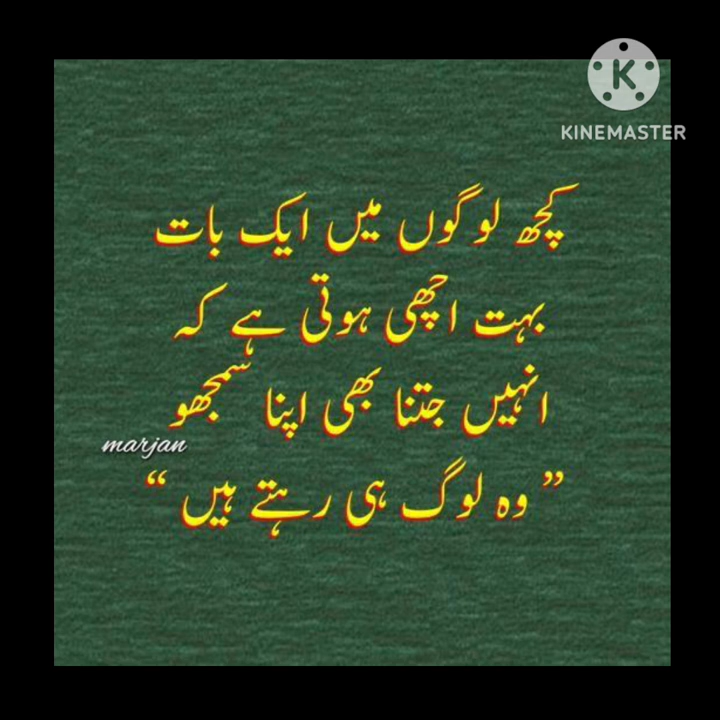 KINEMASTER
کچھ لوگوں میں ایک بات
بہت اچھی ہوتی ہے کہ
انہیں جتنا بھی اپنا سمجھو
marjan
” وہ لوگ ہی رہتے ہیں “